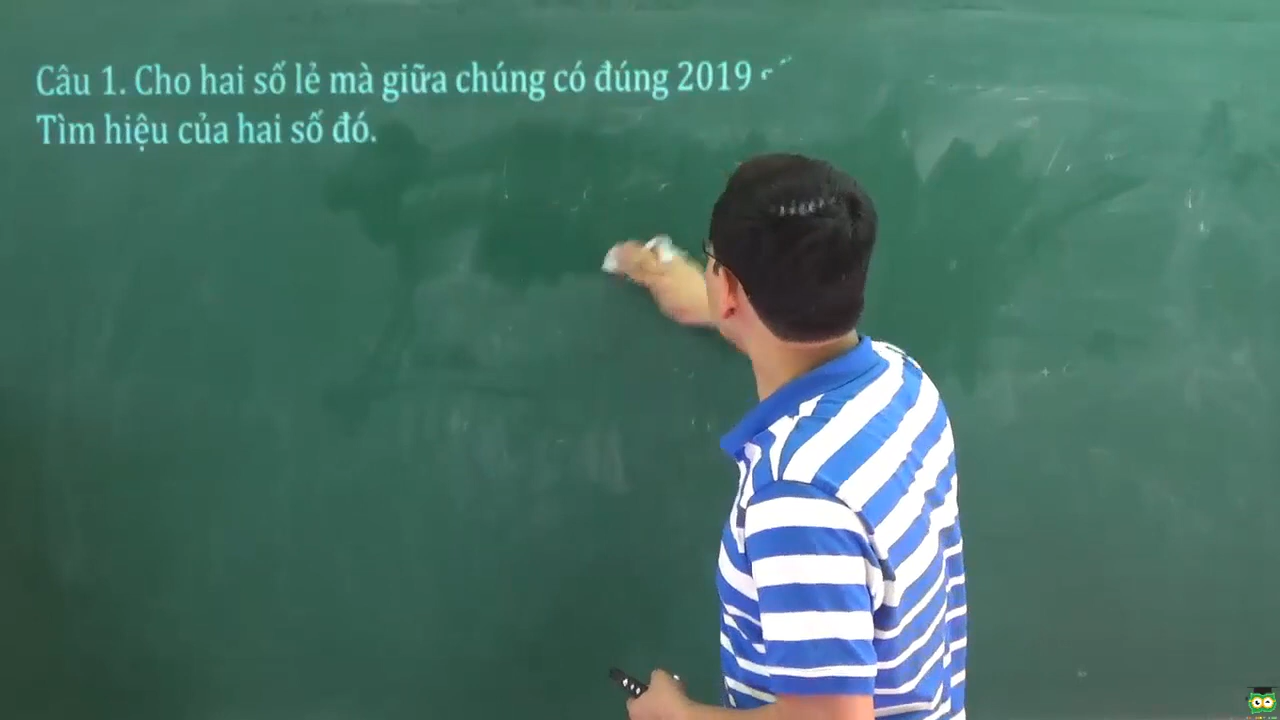 Câu 1. Cho hai số lẻ mà giữa chúng có đúng 2019
Tìm hiệu của hai số đó.